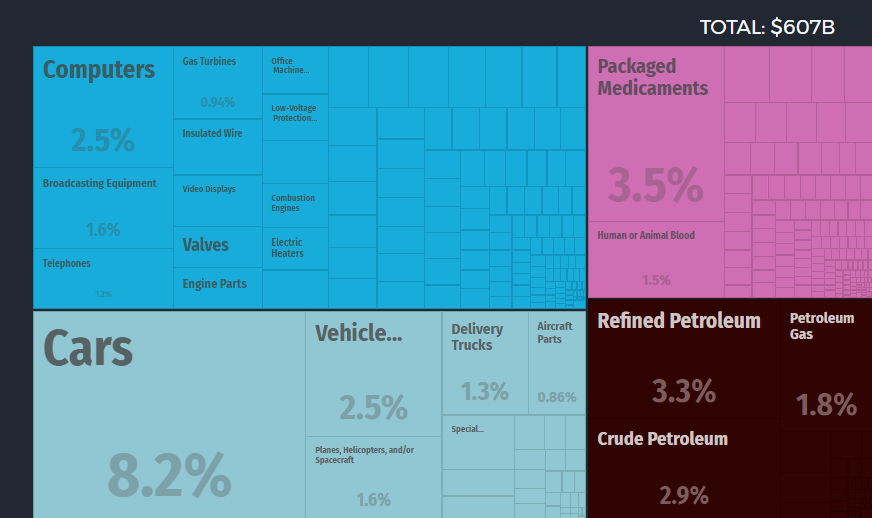 TOTAL: $607B
Computers
2.5%
Broadcasting Equipment
1.6%
Telephones
1.2%
Gas Turbines
0.94%
Insulated Wire
Video Displays
Valves
Engine Parts
Office
Machine...
Low-Voltage
Protection...
Combustion
Engines
Electric
Heaters
Packaged
Medicaments
3.5%
Human or Animal Blood
1.5%
Cars
8.2%
Vehicle...
2.5%
Planes, Helicopters, and/or
Spacecraft
1.6%
Delivery
Trucks
1.3%
Aircraft
Parts
0.86%
Special...
Refined Petroleum
3.3%
Petroleum
Gas
1.8%
Crude Petroleum
2.9%